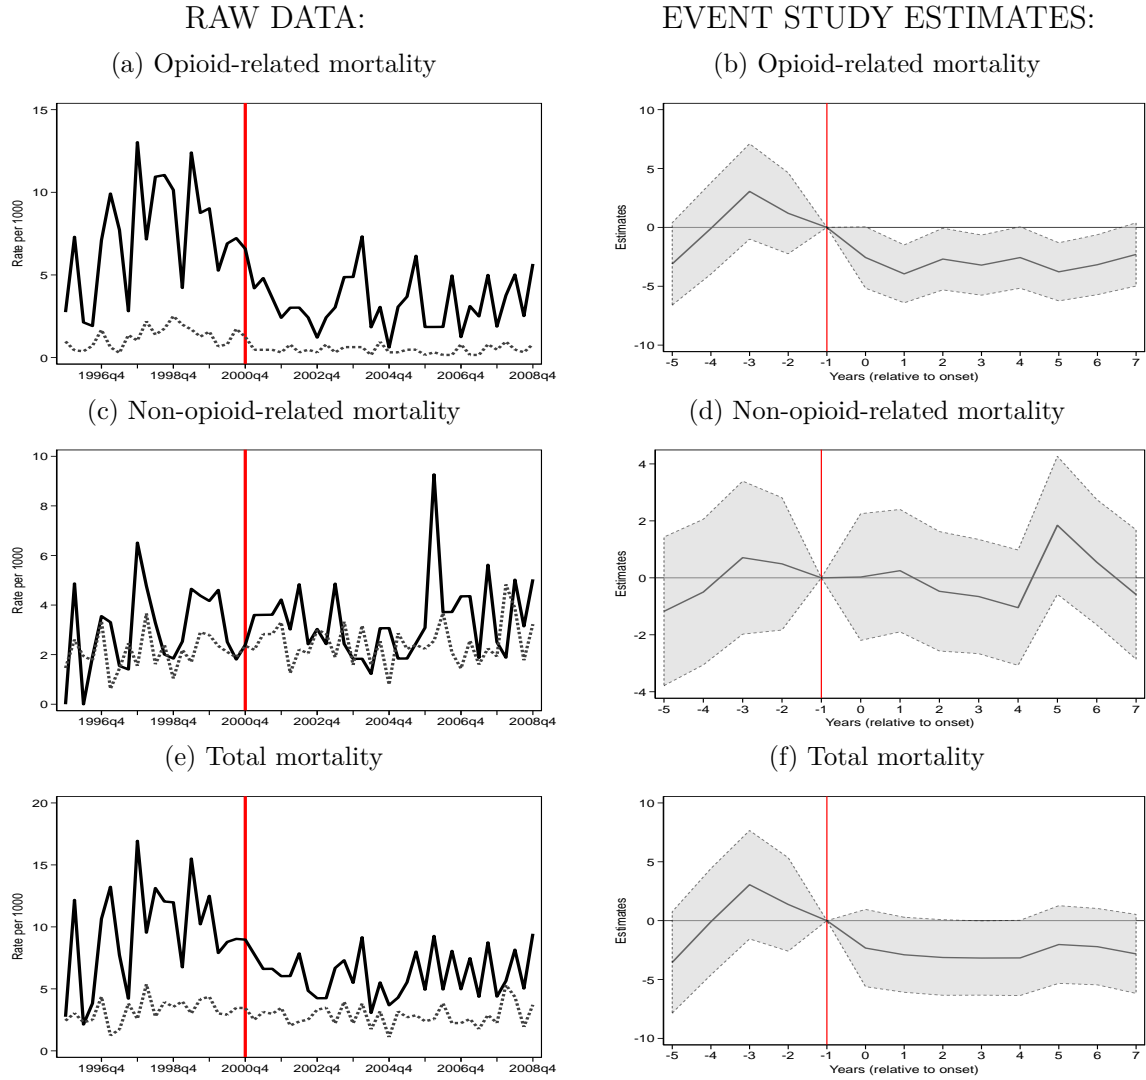 RAW DATA:
EVENT STUDY ESTIMATES:
(a) Opioid-related mortality
(b) Opioid-related mortality
15
10
5
0
Rate per 1000
1996q4 1998q4 2000q4 2002q4 2004q4 2006q4 2008q4
10
5
0
-5
-10
Estimates
-5 -4 -3 -2 -1 0 1 2 3 4 5 6 7
Years (relative to onset)
(c) Non-opioid-related mortality
(d) Non-opioid-related mortality
10
8
6
4
2
0
Rate per 1000
1996q4 1998q4 2000q4 2002q4 2004q4 2006q4 2008q4
4
2
0
-2
-4
Estimates
-5 -4 -3 -2 -1 0 1 2 3 4 5 6 7
Years (relative to onset)
(e) Total mortality
(f) Total mortality
20
15
10
5
0
Rate per 1000
1996q4 1998q4 2000q4 2002q4 2004q4 2006q4 2008q4
10
5
0
-5
-10
Estimates
-5 -4 -3 -2 -1 0 1 2 3 4 5 6 7
Years (relative to onset)